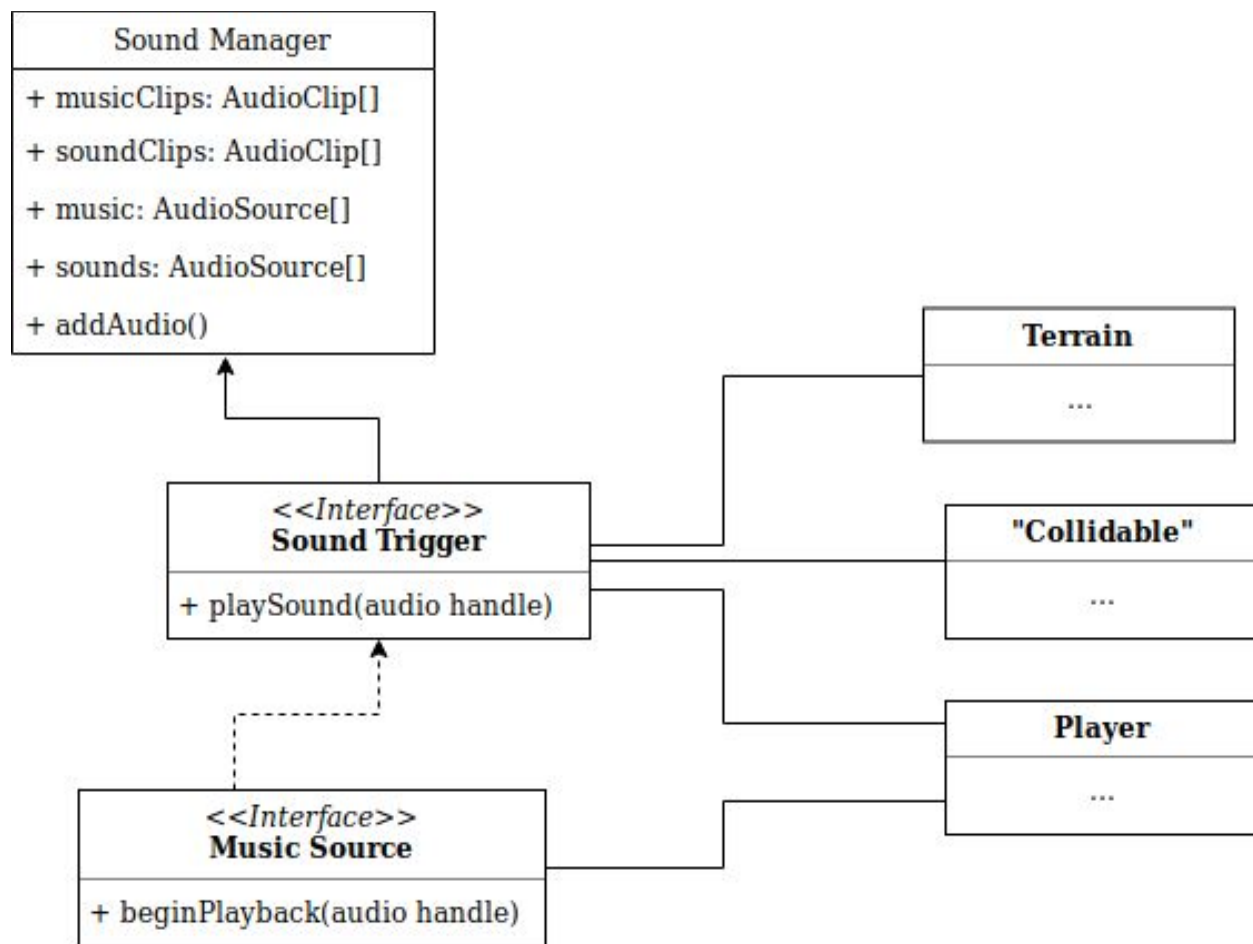 Sound Manager
+ musicClips: AudioClip[]
+ soundClips: AudioClip[]
+ music: AudioSource[]
+ sounds: AudioSource[]
+ addAudio()
Terrain
...
<<Interface>>
Sound Trigger
+ playSound(audio handle)
"Collidable"
...
Player
...
<<Interface>>
Music Source
+ beginPlayback(audio handle)